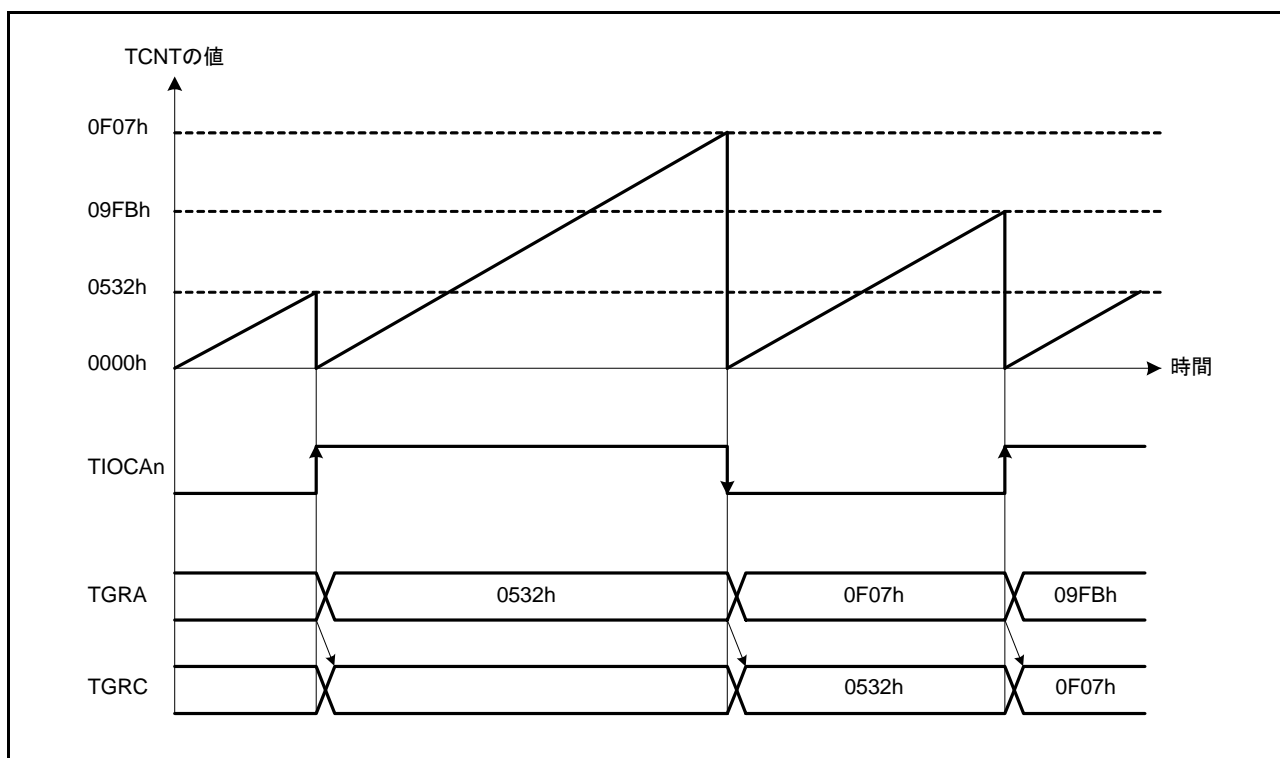 TCNTの値
0F07h
09FBh
0532h
0000h
時間
TIOCAn
TGRA
0532h
0F07h
09FBh
TGRC
0532h
0F07h